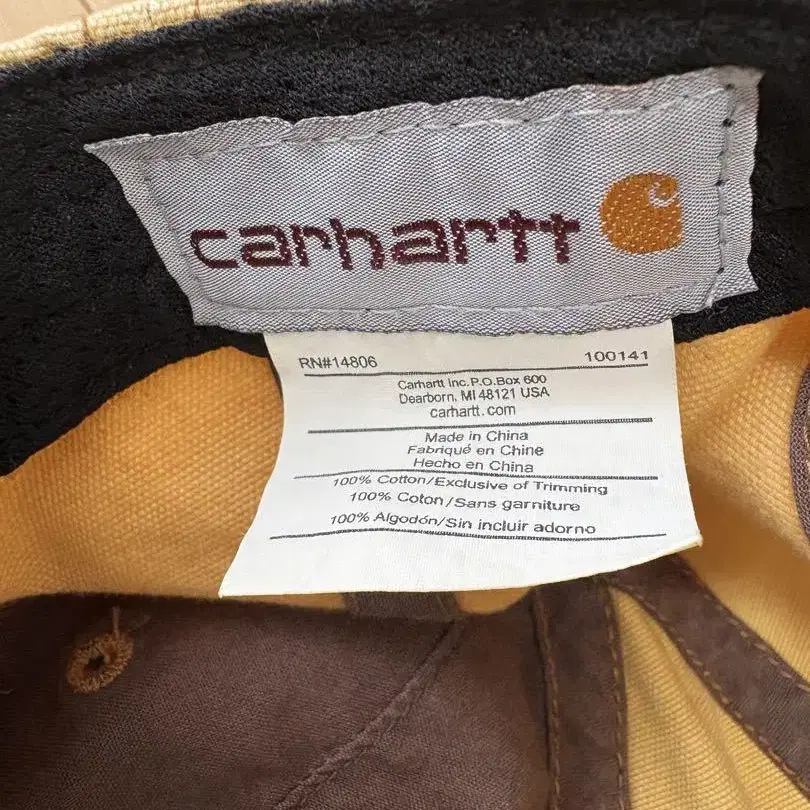 carhartt
RN#14806 100141
Carhartt Inc.P.O.Box 600
Dearborn, MI 48121 USA
carhartt.com
Made in China
Fabriqué en Chine
Hecho en China
100% Cotton/Exclusive of Trimming
100% Coton/Sans garniture
100% Algodón/Sin incluir adorno